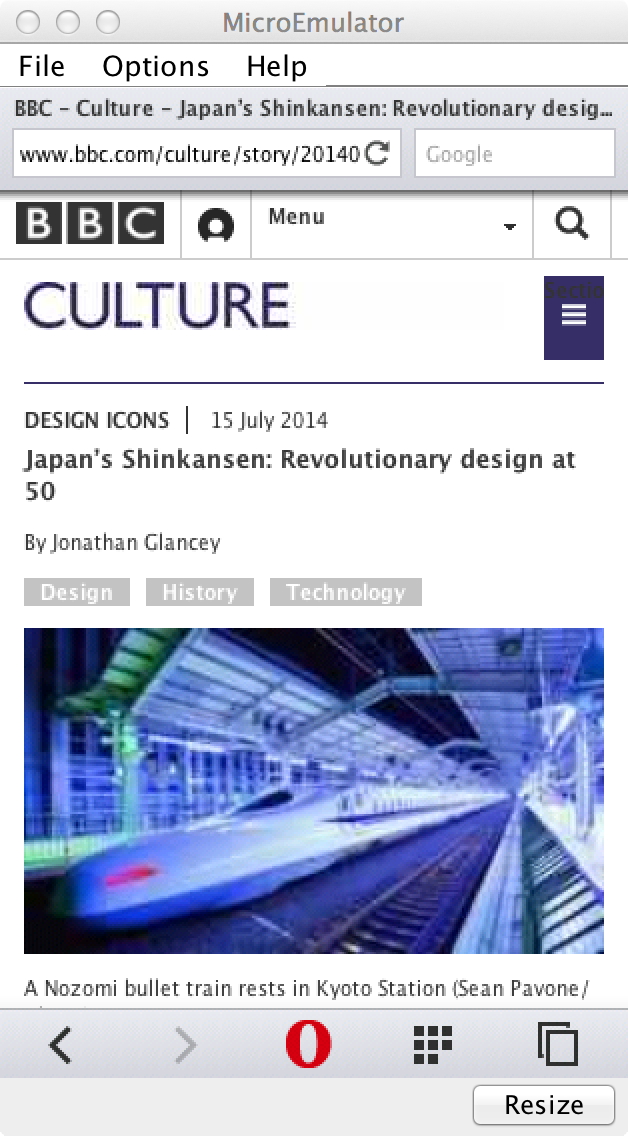 MicroEmulator
File Options Help
BBC - Culture - Japan's Shinkansen: Revolutionary desig...
www.bbc.com/culture/story/20140 Google
BBC Menu
CULTURE
Sectio
DESIGN ICONS | 15 July 2014
Japan's Shinkansen: Revolutionary design at
50
By Jonathan Glancey
Design History Technology
A Nozomi bullet train rests in Kyoto Station (Sean Pavone/
Resize